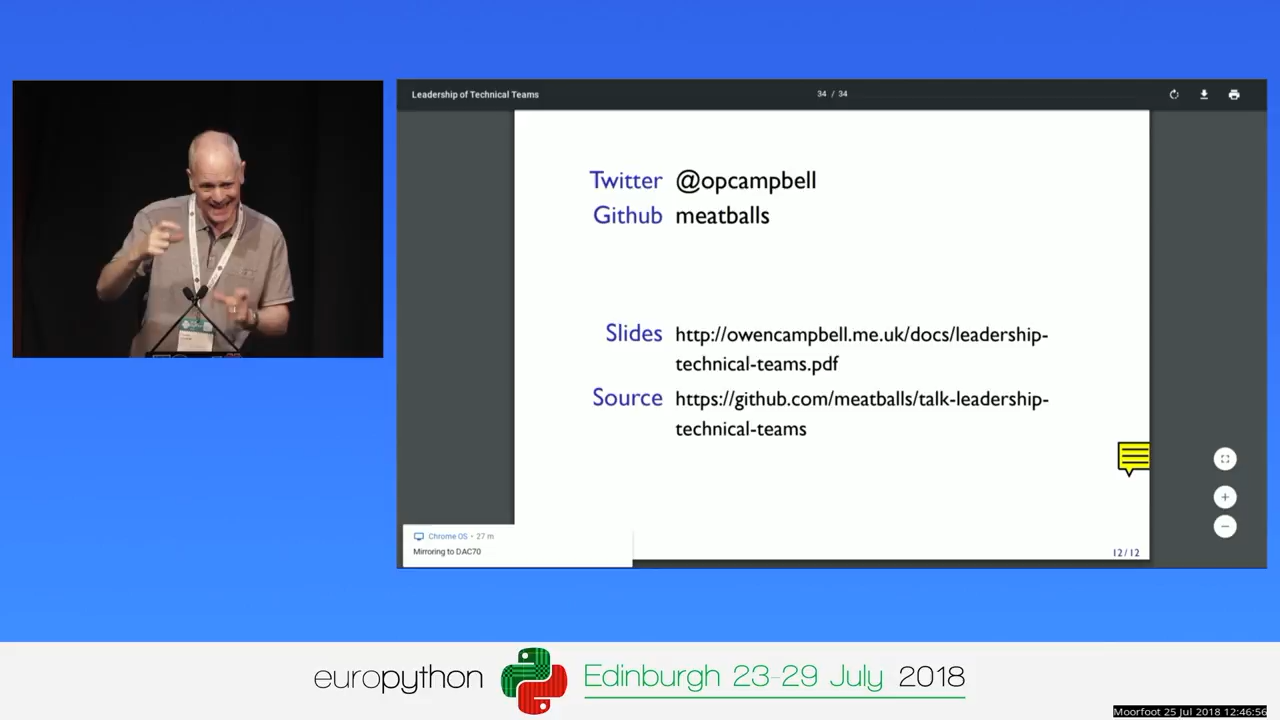 Leadership of Technical Teams
34 / 34
Twitter @opcampbell
Github meatballs
Slides http://owencampbell.me.uk/docs/leadership-
technical-teams.pdf
Source https://github.com/meatballs/talk-leadership-
technical-teams
Chrome OS • 27 m
Mirroring to DAC70
12/12
europython Edinburgh 23-29 July 2018
Moorfoot 25 Jul 2018 12:46:56